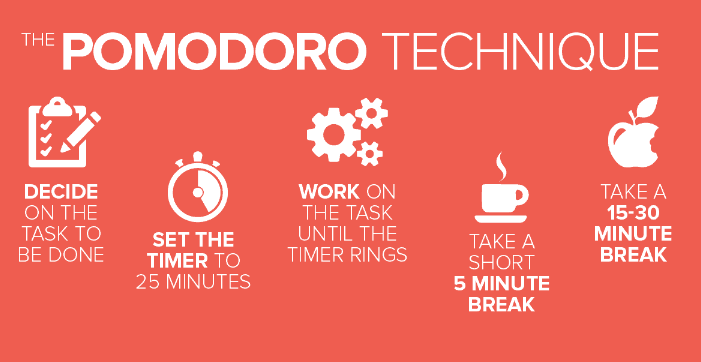 THE POMODORO TECHNIQUE
DECIDE
ON THE
TASK TO
BE DONE
SET THE
TIMER TO
25 MINUTES
WORK ON
THE TASK
UNTIL THE
TIMER RINGS
TAKE A
SHORT
5 MINUTE
BREAK
TAKE A
15-30
MINUTE
BREAK